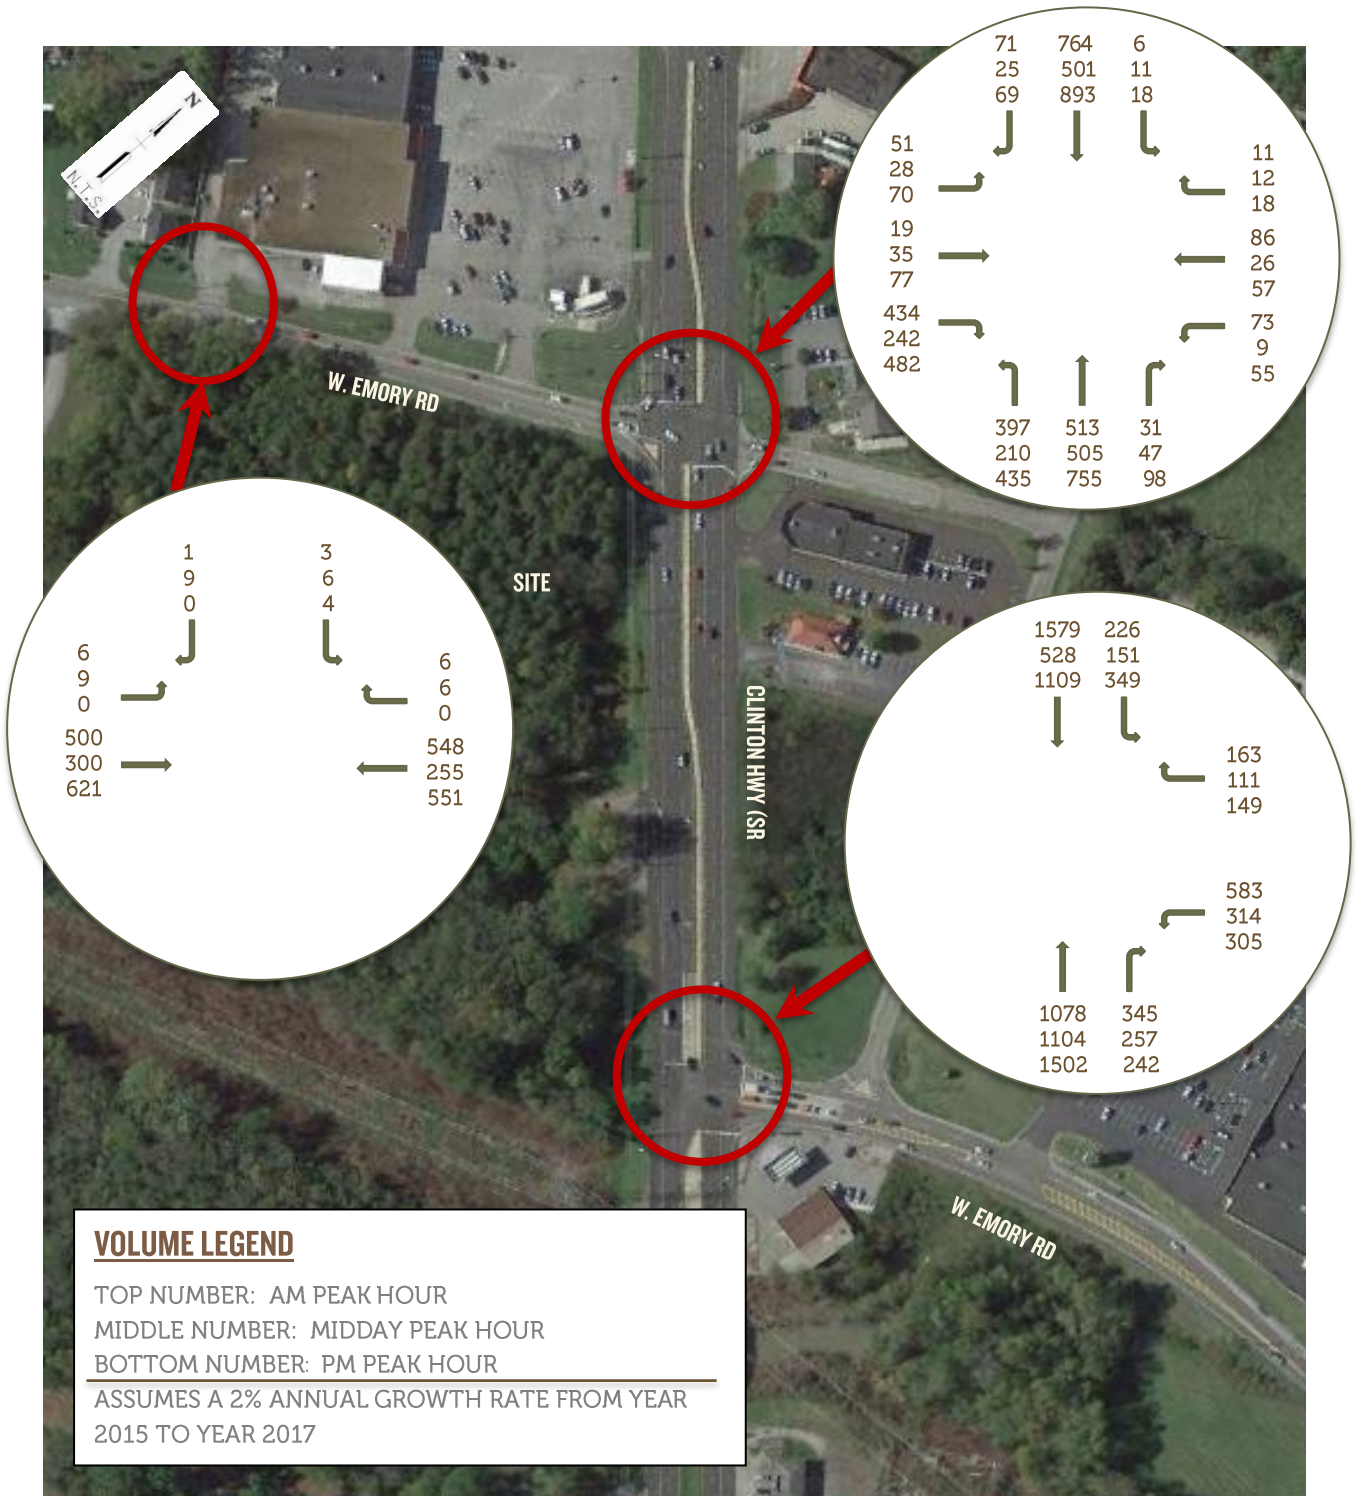 71 764 6
25 501 11
69 893 18
51
28
70
11
12
18
19
35
77
86
26
57
434
242
482
73
9
55
397 513 31
210 505 47
435 755 98
N
N.T.S.
W. EMORY RD
1 3
9 6
0 4
6
9
0
6
6
0
500
300
621
548
255
551
SITE
CLINTON HWY (SR
1579 226
528 151
1109 349
163
111
149
583
314
305
1078 345
1104 257
1502 242
W. EMORY RD
VOLUME LEGEND
TOP NUMBER: AM PEAK HOUR
MIDDLE NUMBER: MIDDAY PEAK HOUR
BOTTOM NUMBER: PM PEAK HOUR
ASSUMES A 2% ANNUAL GROWTH RATE FROM YEAR
2015 TO YEAR 2017